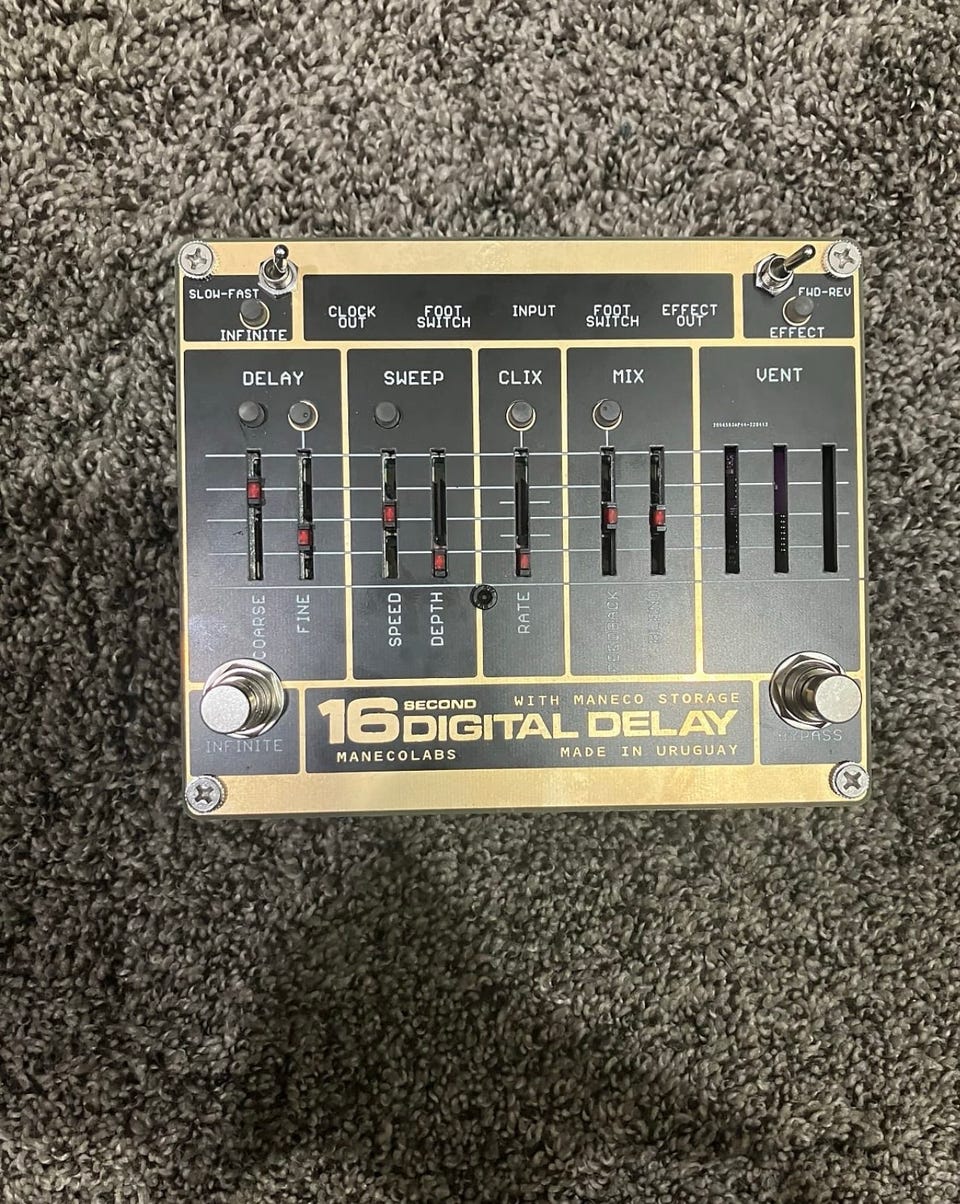 SLOW-FAST
INFINITE
CLOCK
OUT
FOOT
SWITCH
INPUT
FOOT
SWITCH
EFFECT
OUT
FWD-REV
EFFECT
DELAY
SWEEP
CLIX
MIX
VENT
COARSE
FINE
SPEED
DEPTH
RATE
FEEDBACK
INFINITE
16 SECOND
DIGITAL DELAY
WITH MANECO STORAGE
MANECOLABS
MADE IN URUGUAY
BYPASS